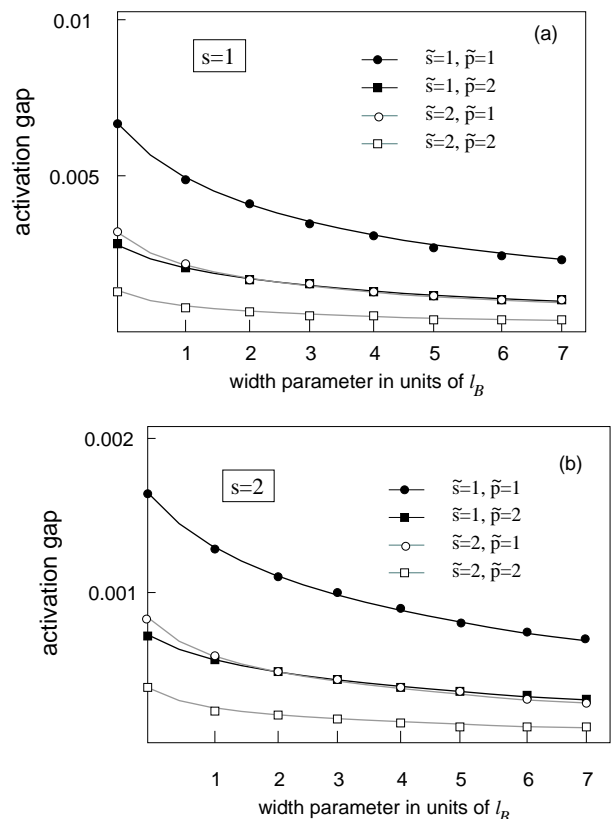 0.01
(a)
s=1
s̃=1, p̃=1
s̃=1, p̃=2
s̃=2, p̃=1
s̃=2, p̃=2
activation gap
0.005
1 2 3 4 5 6 7
width parameter in units of l_B
0.002
(b)
s=2
s̃=1, p̃=1
s̃=1, p̃=2
s̃=2, p̃=1
s̃=2, p̃=2
activation gap
0.001
1 2 3 4 5 6 7
width parameter in units of l_B